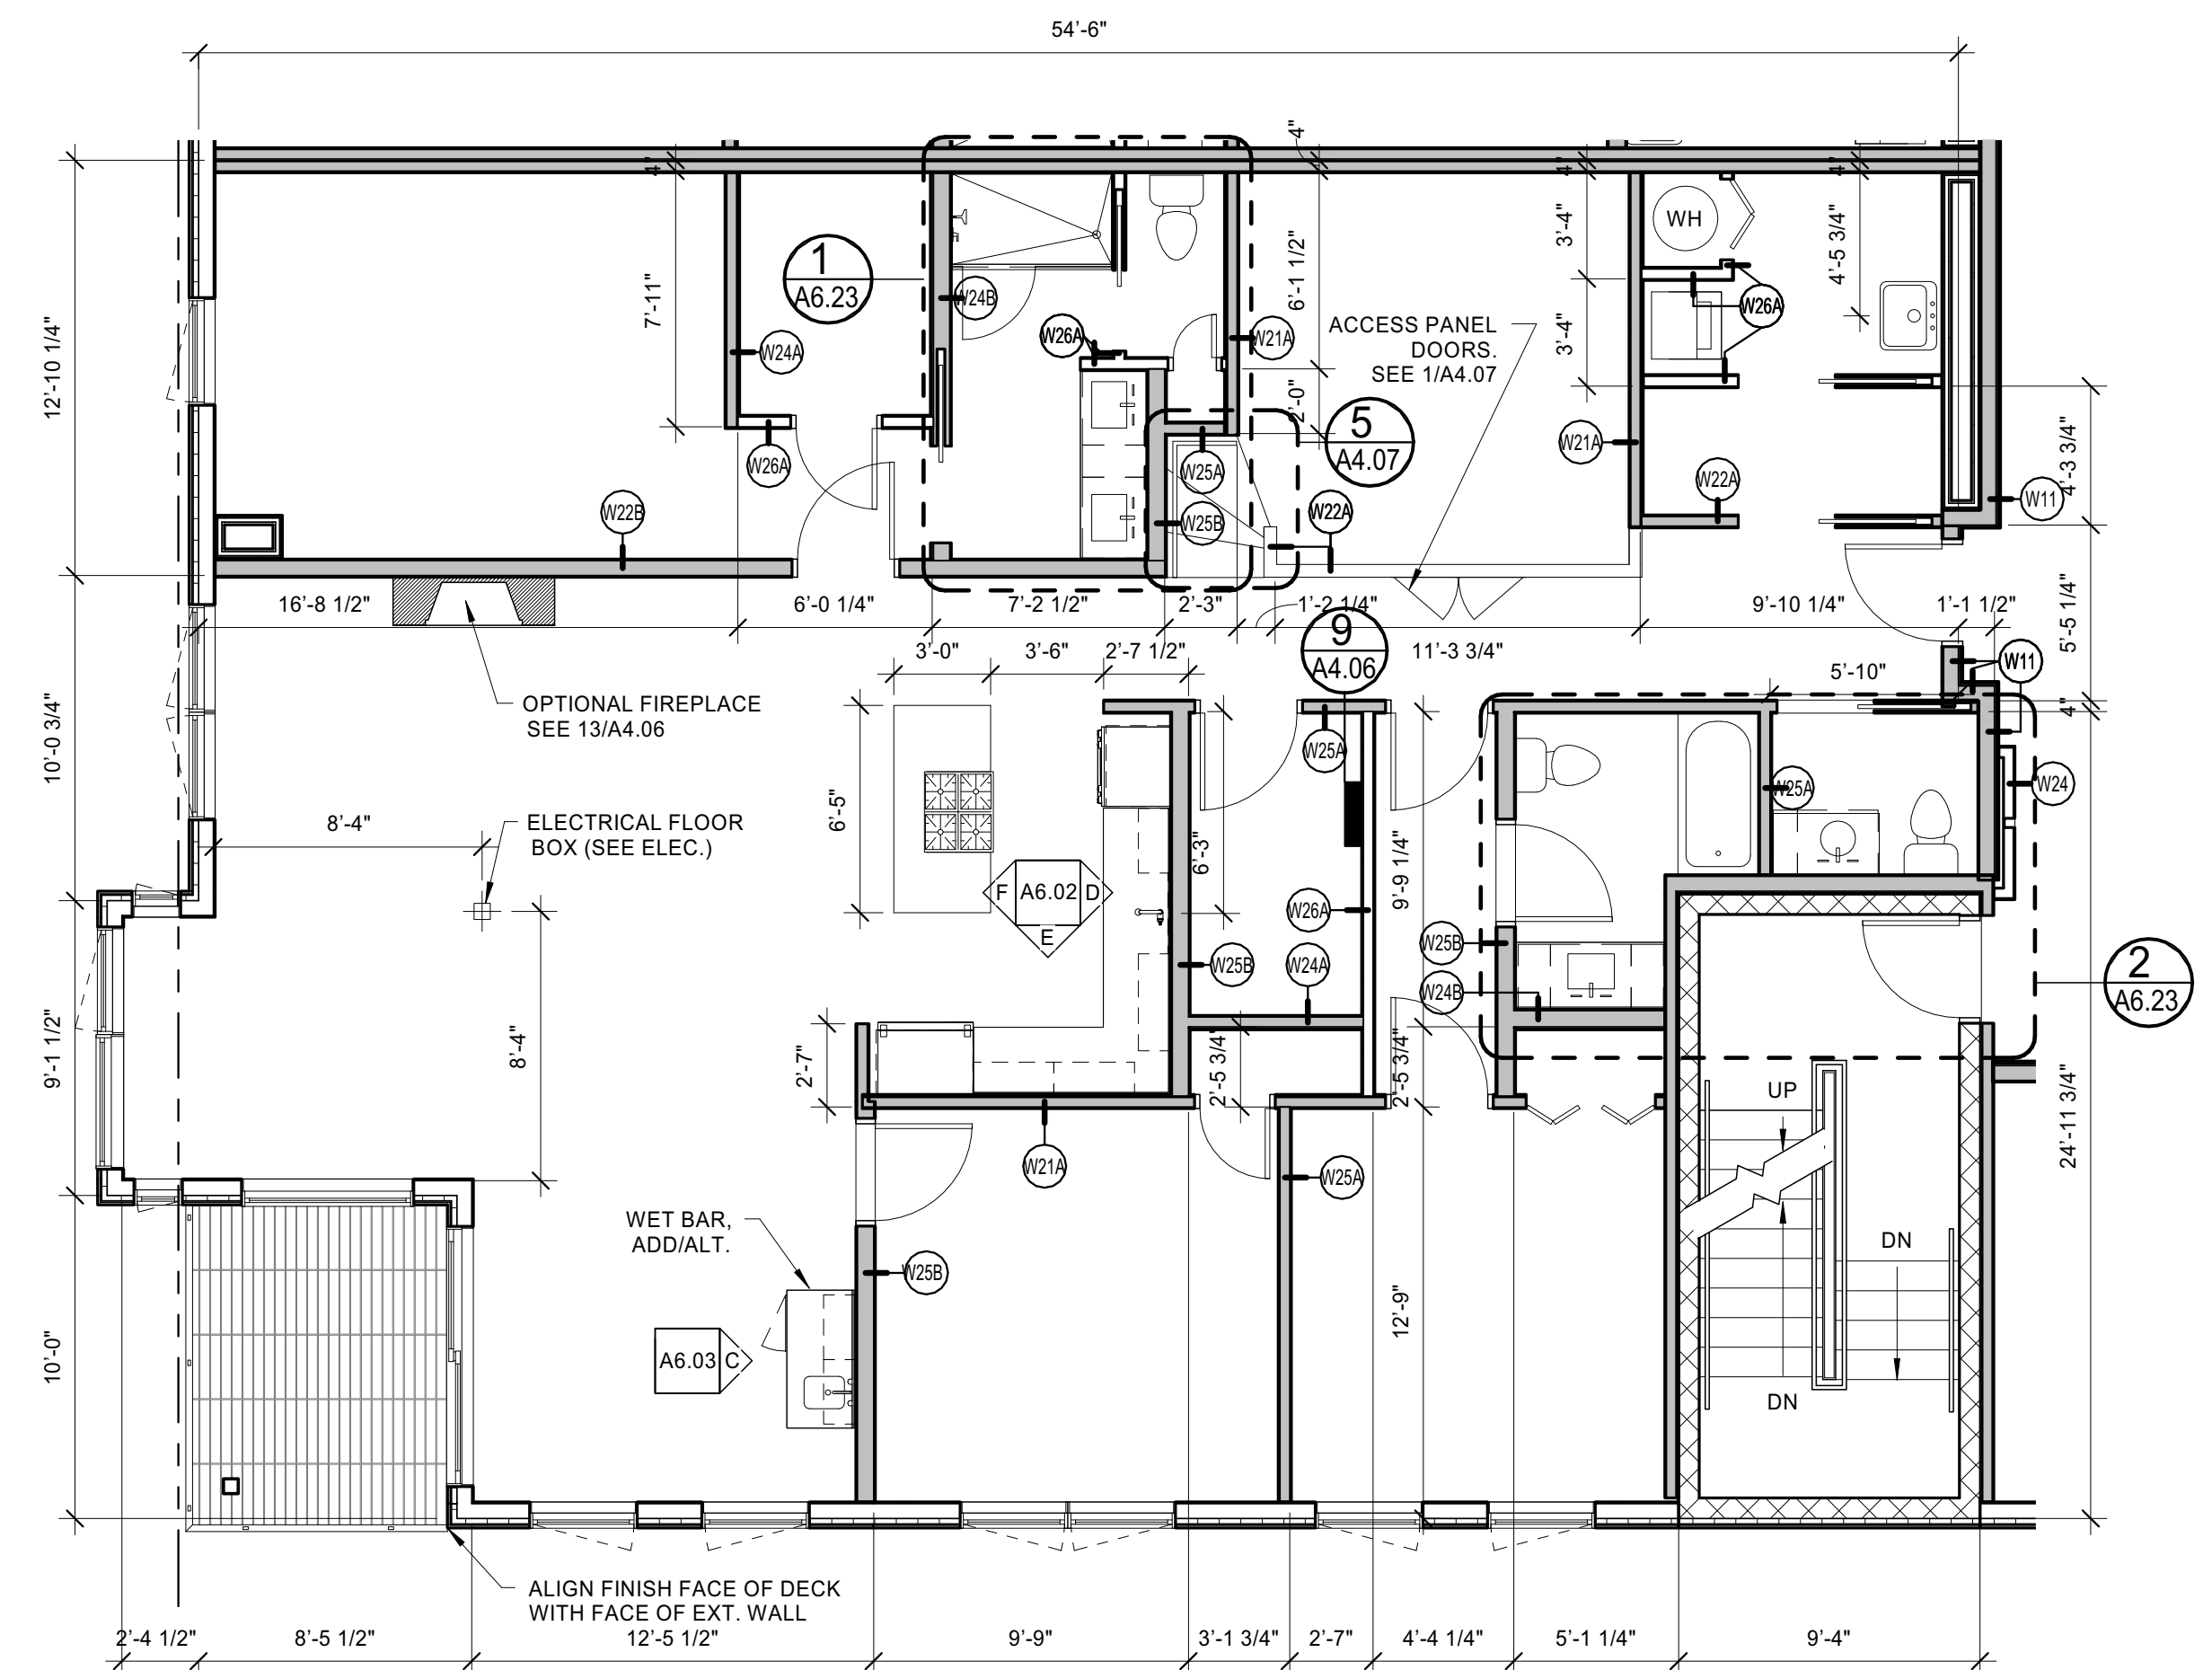 54'-6"
4"
4"
4"
4"
12'-10 1/4"
7'-11"
1
A6.23
W24B
W24A
W26A
W26A
W21A
6'-1 1/2"
2'-0"
ACCESS PANEL
DOORS.
SEE 1/A4.07
3'-4"
3'-4"
WH
W26A
4'-5 3/4"
5
A4.07
W25A
W25B
W22A
W21A
W22A
W11
4'-3 3/4"
W22B
16'-8 1/2"
6'-0 1/4"
7'-2 1/2"
2'-3"
1'-2 1/4"
9'-10 1/4"
1'-1 1/2"
5'-5 1/4"
9
A4.06
3'-0"
3'-6"
2'-7 1/2"
11'-3 3/4"
5'-10"
W11
4"
OPTIONAL FIREPLACE
SEE 13/A4.06
10'-0 3/4"
8'-4"
ELECTRICAL FLOOR
BOX (SEE ELEC.)
6'-5"
W25A
W25A
W24
6'-3"
9'-9 1/4"
F
A6.02
D
E
W26A
W25B
W25B
W24A
W24B
2
A6.23
9'-1 1/2"
8'-4"
2'-7"
2'-5 3/4"
2'-5 3/4"
UP
24'-11 3/4"
W21A
W25A
WET BAR,
ADD/ALT.
DN
W25B
12'-9"
10'-0"
A6.03
C
DN
ALIGN FINISH FACE OF DECK
WITH FACE OF EXT. WALL
2'-4 1/2"
8'-5 1/2"
12'-5 1/2"
9'-9"
3'-1 3/4"
2'-7"
4'-4 1/4"
5'-1 1/4"
9'-4"